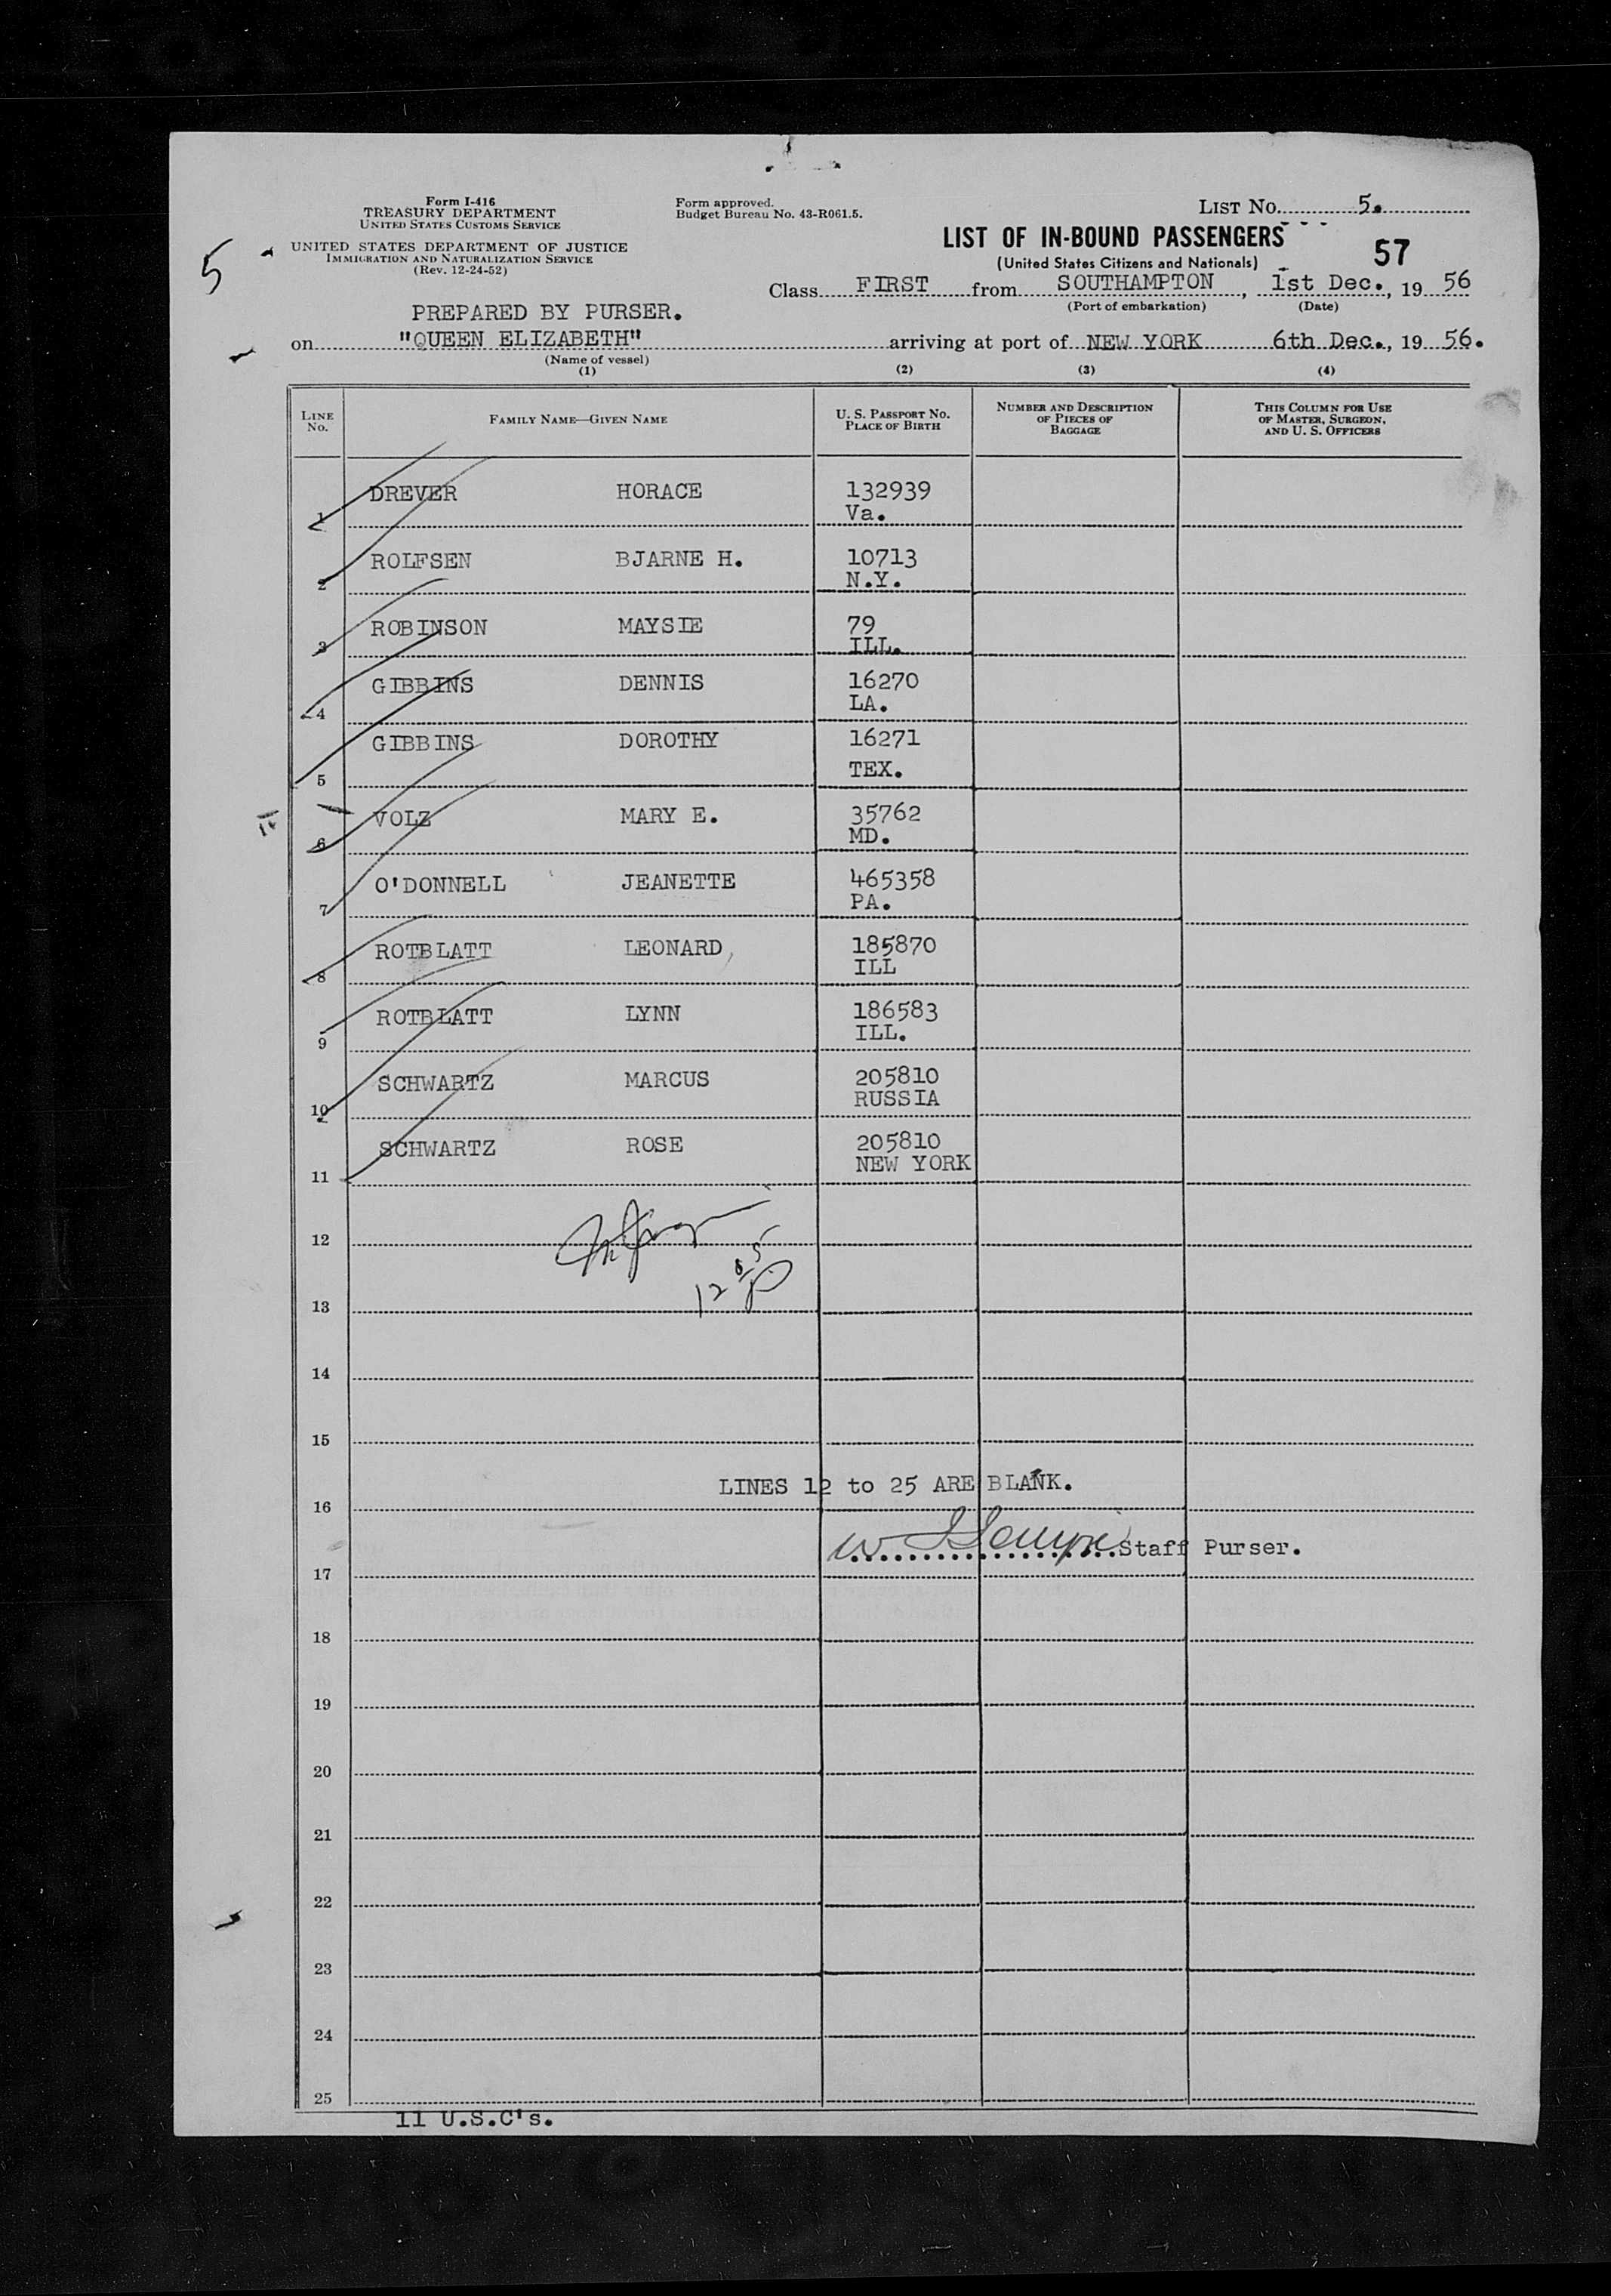 Form I-416
TREASURY DEPARTMENT
UNITED STATES CUSTOMS SERVICE
UNITED STATES DEPARTMENT OF JUSTICE
IMMIGRATION AND NATURALIZATION SERVICE
(Rev. 12-24-52)
Form approved.
Budget Bureau No. 43-R061.5.
LIST NO. 5.
LIST OF IN-BOUND PASSENGERS
57
(United States Citizens and Nationals)
5
Class FIRST from SOUTHAMPTON, 1st Dec., 19 56
(Port of embarkation) (Date)
PREPARED BY PURSER.
on "QUEEN ELIZABETH" arriving at port of NEW YORK 6th Dec., 19 56.
(Name of vessel)
(1) (2) (3) (4)
LINE No. FAMILY NAME—GIVEN NAME U. S. PASSPORT NO. PLACE OF BIRTH NUMBER AND DESCRIPTION OF PIECES OF BAGGAGE THIS COLUMN FOR USE OF MASTER, SURGEON, AND U. S. OFFICERS
1 DREVER HORACE 132939
Va.
2 ROLFSEN BJARNE H. 10713
N.Y.
3 ROBINSON MAYSIE 79
ILL.
4 GIBBINS DENNIS 16270
LA.
5 GIBBINS DOROTHY 16271
TEX.
6 VOLZ MARY E. 35762
MD.
7 O'DONNELL JEANETTE 465358
PA.
8 ROTBLATT LEONARD 185870
ILL
9 ROTBLATT LYNN 186583
ILL.
10 SCHWARTZ MARCUS 205810
RUSSIA
11 SCHWARTZ ROSE 205810
NEW YORK
12
13
14
15
LINES 12 to 25 ARE BLANK.
16
Staff Purser.
17
18
19
20
21
22
23
24
25
11 U.S.C's.